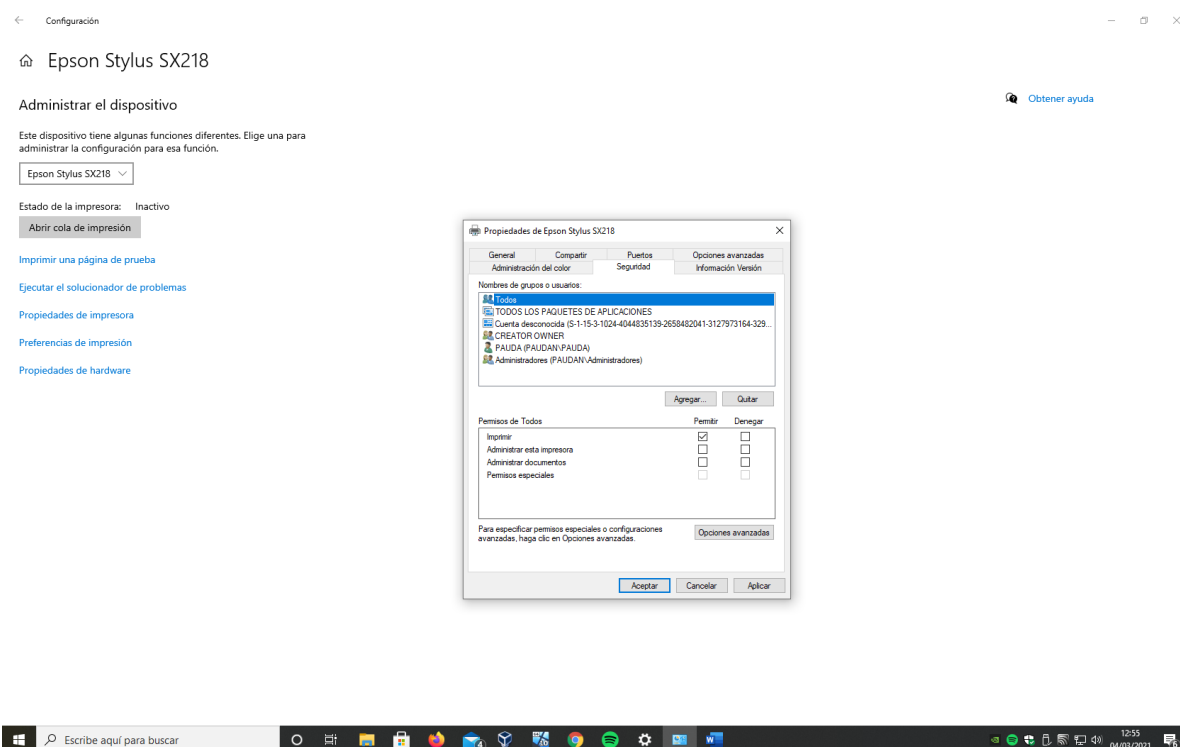 Configuración
Epson Stylus SX218
Administrar el dispositivo
Obtener ayuda
Este dispositivo tiene algunas funciones diferentes. Elige una para
administrar la configuración para esa función.
Epson Stylus SX218
Estado de la impresora: Inactivo
Abrir cola de impresión
Imprimir una página de prueba
Ejecutar el solucionador de problemas
Propiedades de impresora
Preferencias de impresión
Propiedades de hardware
Propiedades de Epson Stylus SX218
General Compartir Puertos Opciones avanzadas
Administración del color Seguridad Información Versión
Nombres de grupos o usuarios:
Todos
TODOS LOS PAQUETES DE APLICACIONES
Cuenta desconocida (S-1-15-3-1024-4044835139-2658482041-3127973164-329...
CREATOR OWNER
PAUDA (PAUDAN\PAUDA)
Administradores (PAUDAN\Administradores)
Agregar... Quitar
Permisos de Todos Permitir Denegar
Imprimir
Administrar esta impresora
Administrar documentos
Permisos especiales
Para especificar permisos especiales o configuraciones
avanzadas, haga clic en Opciones avanzadas.
Opciones avanzadas
Aceptar Cancelar Aplicar
Escribe aquí para buscar
12:55
04/03/2021